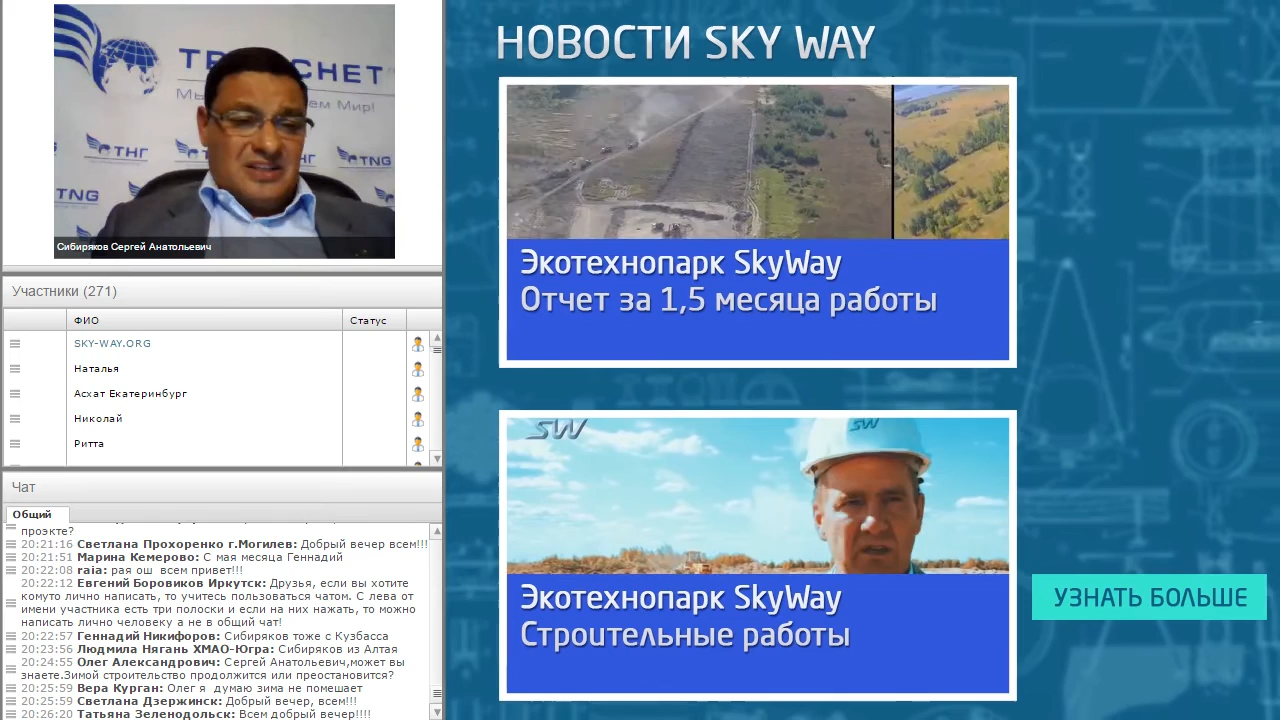 ТРАНСНЕТ
ТНГ
TNG
TNG
Сибиряков Сергей Анатольевич
Участники (271)
ФИО
Статус
SKY-WAY.ORG
Наталья
Асхат Екатеринбург
Николай
Ритта
Чат
Общий
проэкте?
20:21:16 Светлана Прохоренко г.Могилев: Добрый вечер всем!!!
20:21:51 Марина Кемерово: С мая месяца Геннадий
20:22:08 raia: рая ош всем привет!!!
20:22:12 Евгений Боровиков Иркутск: Друзья, если вы хотите
комуто лично написать, то учитесь пользоваться чатом. С лева от
имени участника есть три полоски и если на них нажать, то можно
написать лично человеку а не в общий чат!
20:22:57 Геннадий Никифоров: Сибиряков тоже с Кузбасса
20:23:56 Людмила Нягань ХМАО-Югра: Сибиряков из Алтая
20:24:55 Олег Александрович: Сергей Анатольевич,может вы
знаете.Зимой строительство продолжится или преостановится?
20:25:59 Вера Курган: Олег я думаю зима не помешает
20:25:59 Светлана Дзержинск: Добрый вечер, всем!!!
20:26:20 Татьяна Зеленодольск: Всем добрый вечер!!!!
НОВОСТИ SKY WAY
Экотехнопарк SkyWay
Отчет за 1,5 месяца работы
SW
SW
Экотехнопарк SkyWay
Строительные работы
УЗНАТЬ БОЛЬШЕ